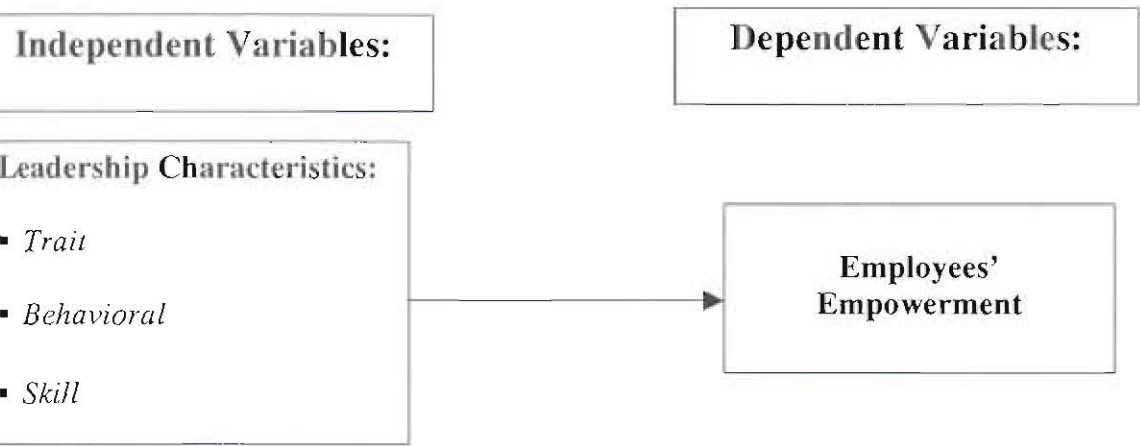 Independent Variables:
Dependent Variables:
Leadership Characteristics:
▪ Trait
▪ Behavioral
▪ Skill
Employees’
Empowerment